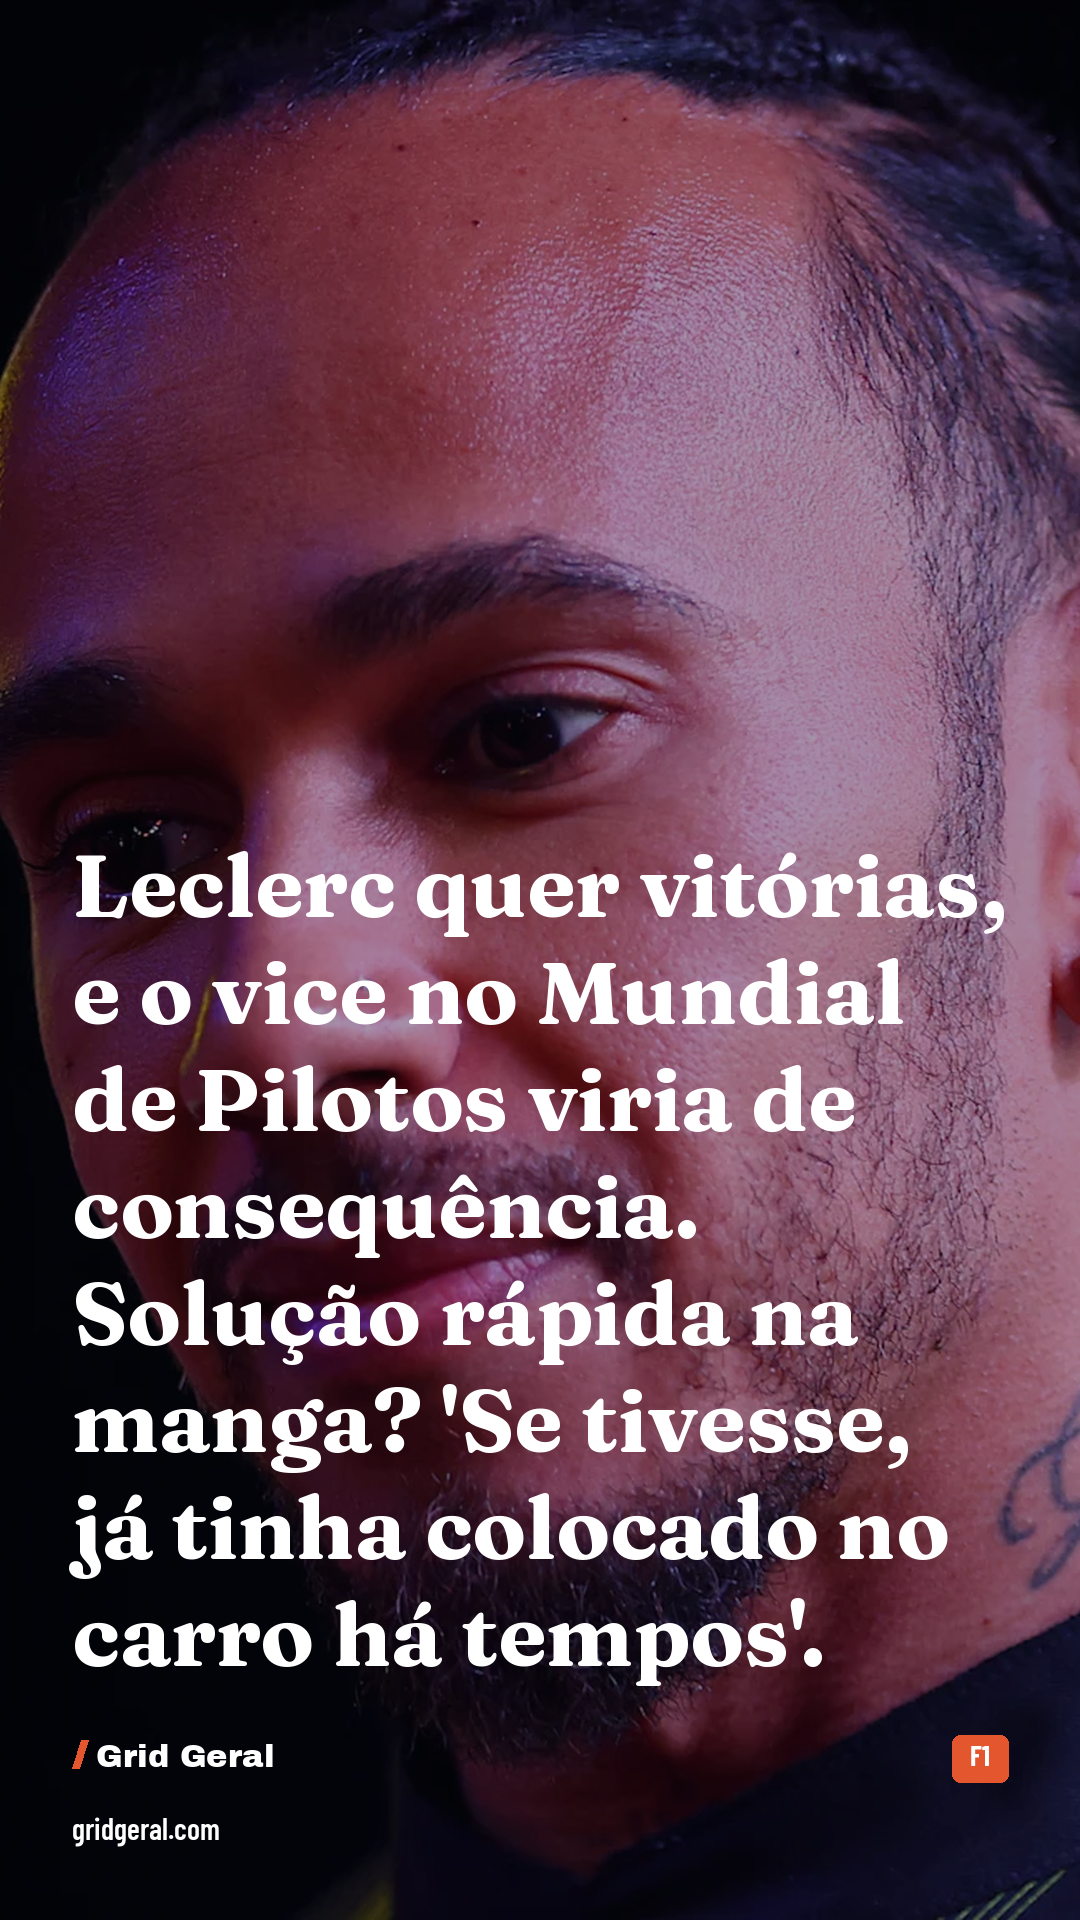 Leclerc quer vitórias,
e o vice no Mundial
de Pilotos viria de
consequência.
Solução rápida na
manga? 'Se tivesse,
já tinha colocado no
carro há tempos'.
/ Grid Geral
F1
gridgeral.com